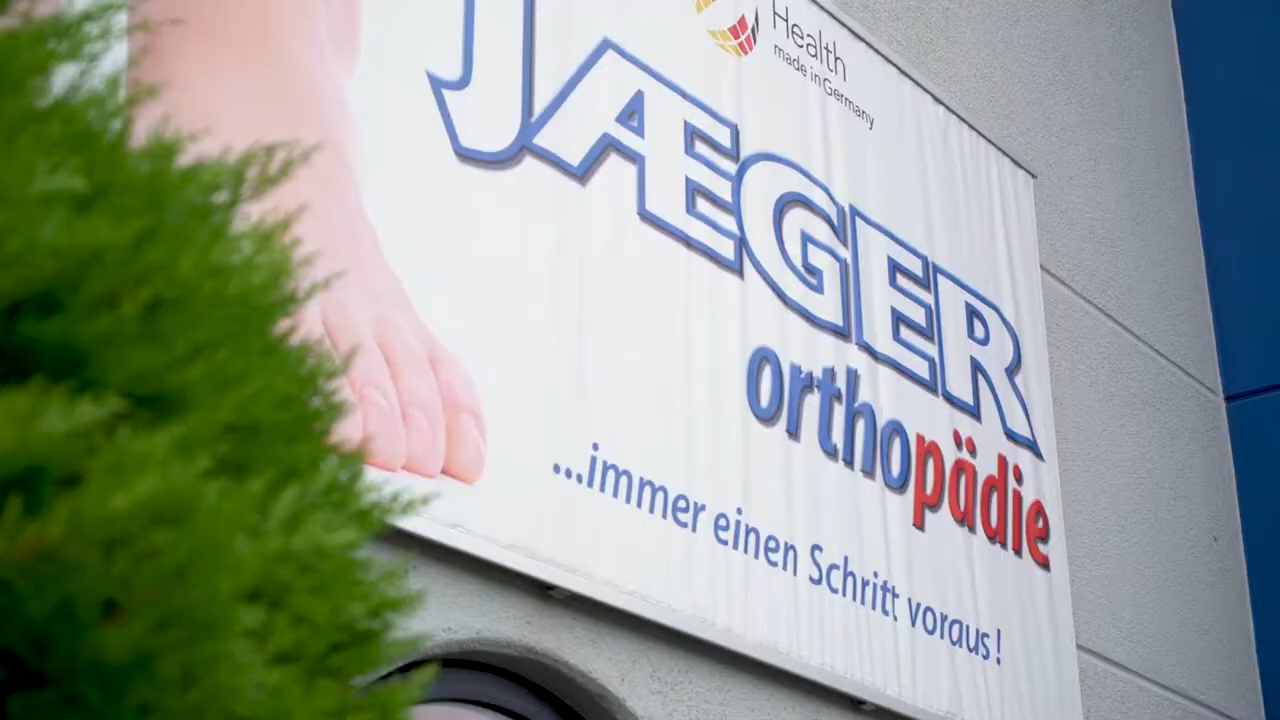 Health
made in Germany
JÆGER
orthopädie
...immer einen Schritt voraus!